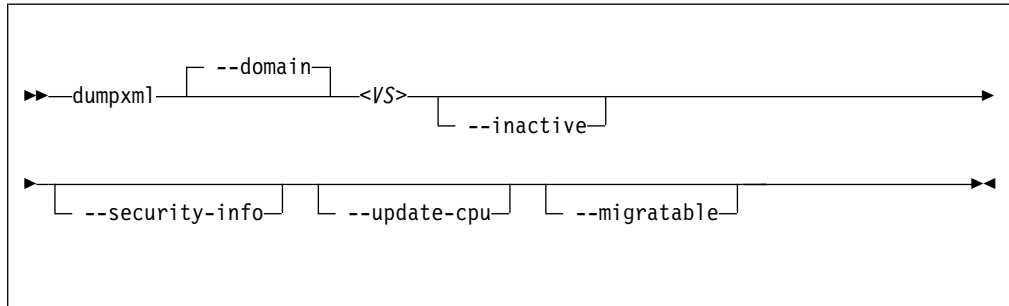 --domain
dumpxml <VS>
--inactive
--security-info --update-cpu --migratable